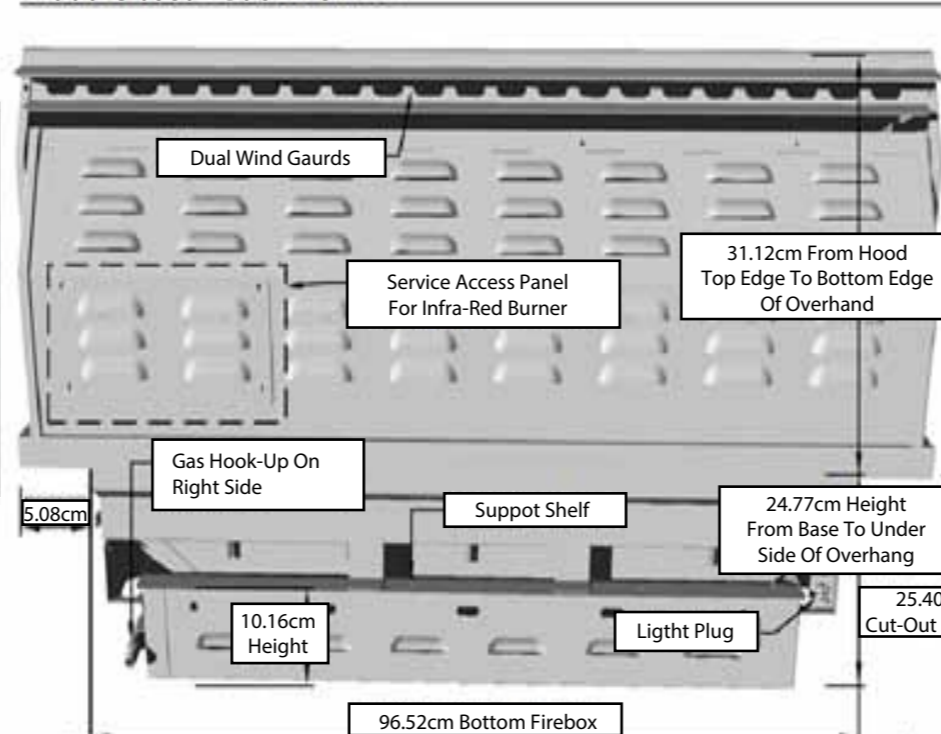 Dual Wind Gaurds
31.12cm From Hood
Top Edge To Bottom Edge
Of Overhand
Service Access Panel
For Infra-Red Burner
Gas Hook-Up On
Right Side
5.08cm
Suppot Shelf
24.77cm Height
From Base To Under
Side Of Overhang
10.16cm
Height
Ligtht Plug
25.40
Cut-Out
96.52cm Bottom Firebox